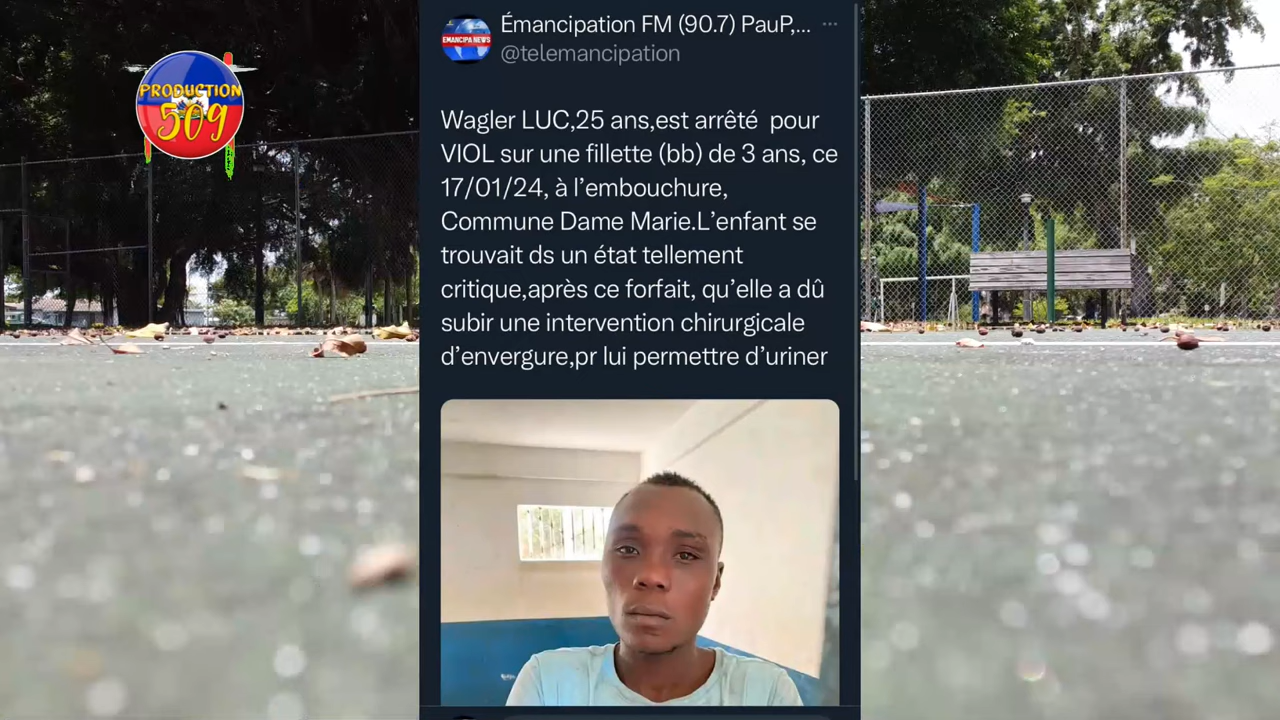 PRODUCTION
509
EMANCIPA NEWS
Émancipation FM (90.7) PauP,...
@telemancipation
Wagler LUC,25 ans,est arrêté pour
VIOL sur une fillette (bb) de 3 ans, ce
17/01/24, à l'embouchure,
Commune Dame Marie.L'enfant se
trouvait ds un état tellement
critique,après ce forfait, qu'elle a dû
subir une intervention chirurgicale
d'envergure,pr lui permettre d'uriner